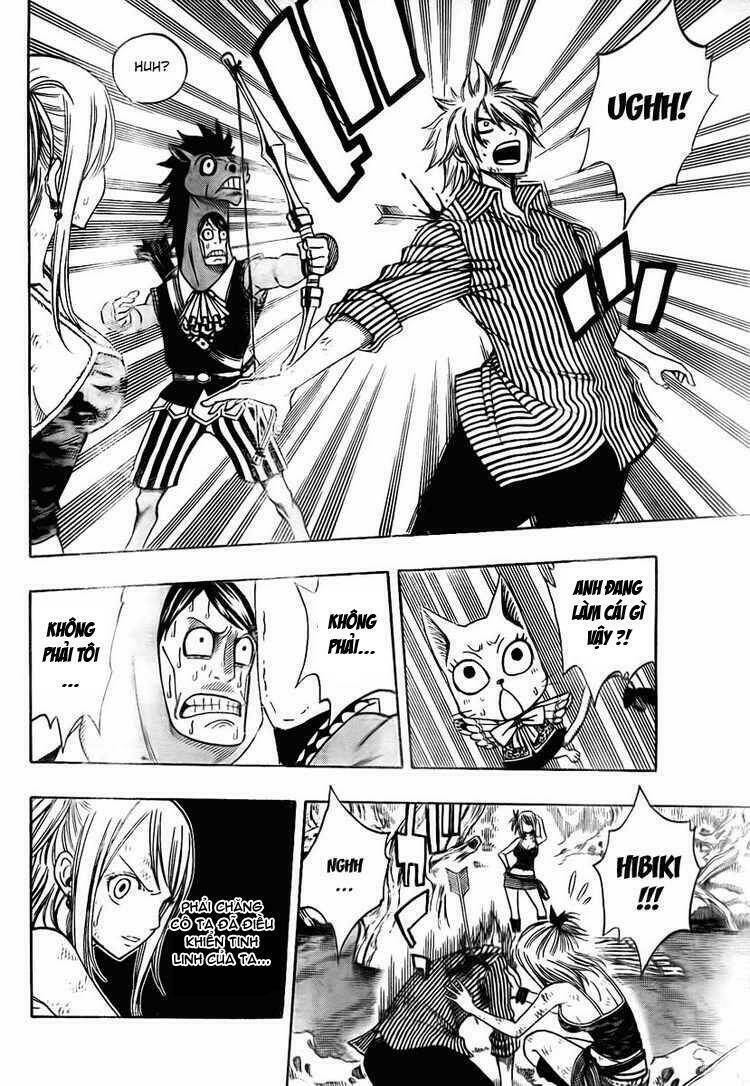 UGHH!
HUH?
ANH ĐANG
LÀM CÁI GÌ
VẬY ?!
KHÔNG
PHẢI...
KHÔNG
PHẢI TÔI
...
HIBIKI
!!!
NGHH
...
PHẢI CHĂNG
CÔ TA ĐÃ ĐIỀU
KHIỂN TINH
LINH CỦA TA...